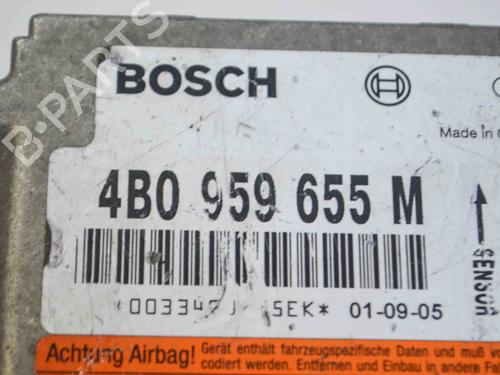 B-PARTS
BOSCH
Made in
4B0 959 655 M
SENSOR
5EK* 01-09-05
Achtung Airbag! Gerät enthält fahrzeugspezifische Daten und muß vo
codiert werden. Entfernen und Einbau in andere F